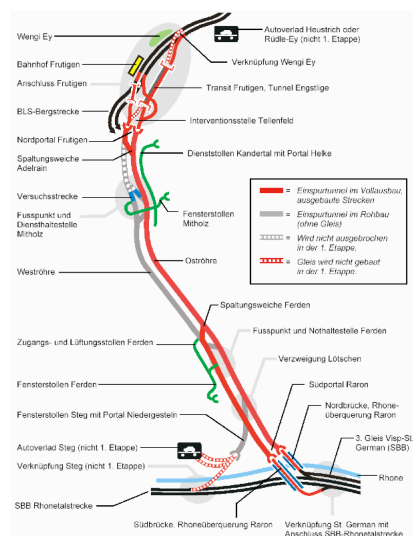 Autoverlad Heustrich oder
Rüdle-Ey (nicht 1. Etappe)
Wengi Ey
Bahnhof Frutigen
Verknüpfung Wengi Ey
Anschluss Frutigen
Transit Frutigen, Tunnel Engstlige
BLS-Bergstrecke
Interventionsstelle Tellenfeld
Nordportal Frutigen
Spaltungsweiche
Adelrain
Dienststollen Kandertal mit Portal Helke
Versuchsstrecke
Fusspunkt und
Diensthaltestelle
Mitholz
Fensterstollen
Mitholz
= Einspurtunnel im Vollausbau,
ausgebaute Strecken
= Einspurtunnel im Rohbau
(ohne Gleis)
= Wird nicht ausgebrochen
in der 1. Etappe.
= Gleis wird nicht gebaut
in der 1. Etappe.
Oströhre
Weströhre
Spaltungsweiche Ferden
Fusspunkt und Nothaltestelle Ferden
Zugangs- und Lüftungsstollen Ferden
Verzweigung Lötschen
Fensterstollen Ferden
Südportal Raron
Nordbrücke, Rhone-
überquerung Raron
Fensterstollen Steg mit Portal Niedergesteln
3. Gleis Visp-St.
German (SBB)
Autoverlad Steg (nicht 1. Etappe)
Verknüpfung Steg (nicht 1. Etappe)
Rhone
SBB Rhonetalstrecke
Südbrücke, Rhoneüberquerung Raron
Verknüpfung St. German mit
Anschluss SBB-Rhonetalstrecke